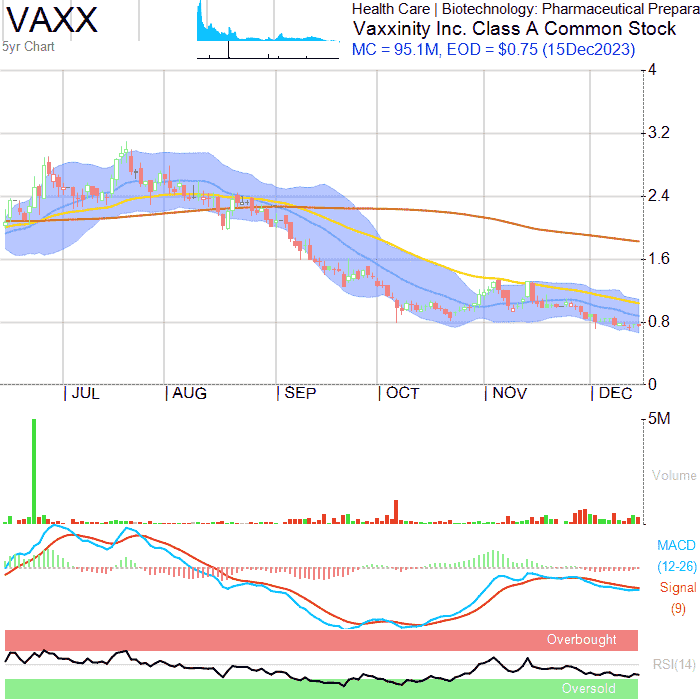 VAXX
5yr Chart
Health Care | Biotechnology: Pharmaceutical Prepara
Vaxxinity Inc. Class A Common Stock
MC = 95.1M, EOD = $0.75 (15Dec2023)
4
3.2
2.4
1.6
0.8
0
JUL
AUG
SEP
OCT
NOV
DEC
5M
Volume
MACD
(12-26)
Signal
(9)
Overbought
RSI(14)
Oversold